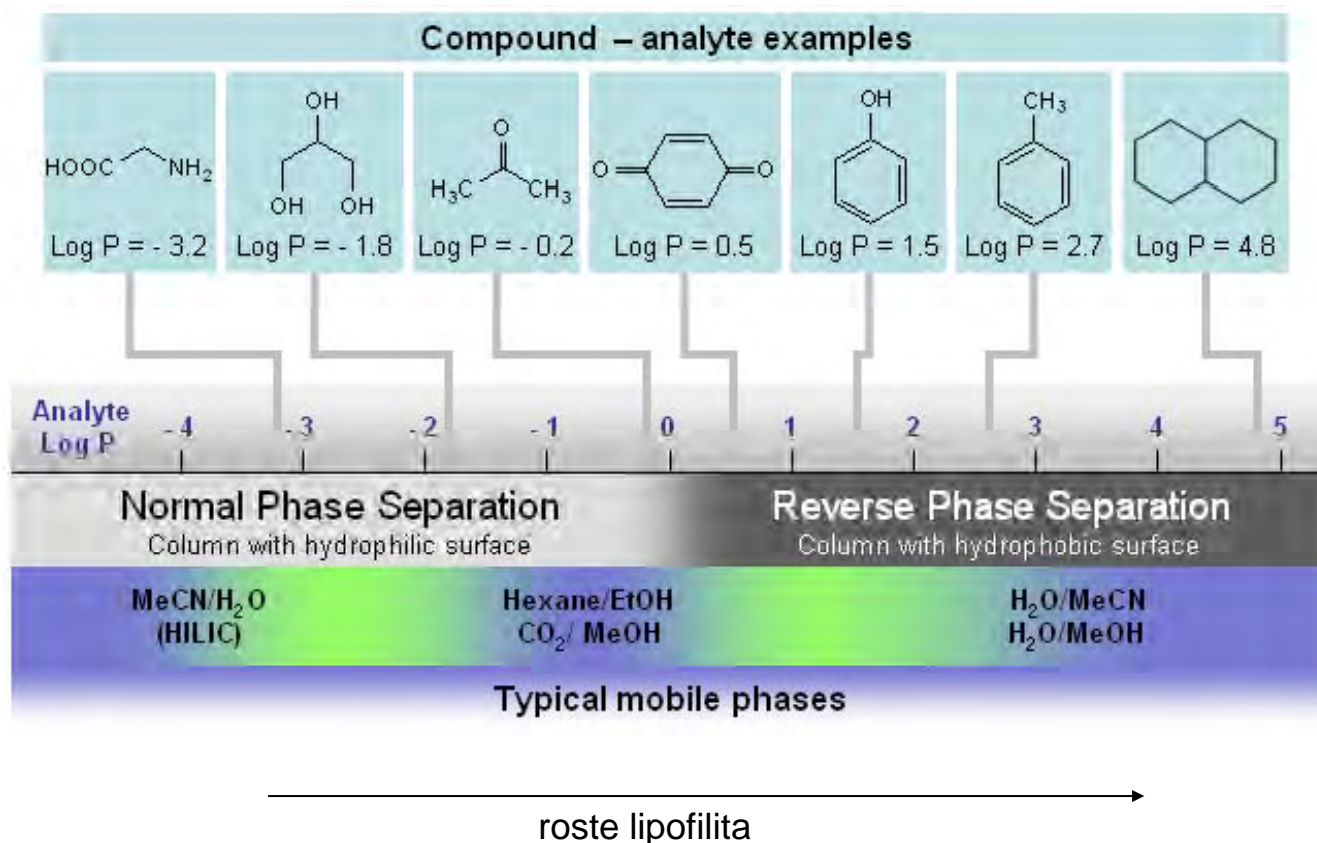 Compound – analyte examples
HOOC NH2
OH
OH OH
O
H3C CH3
O O
OH
CH3
Log P = - 3.2
Log P = - 1.8
Log P = - 0.2
Log P = 0.5
Log P = 1.5
Log P = 2.7
Log P = 4.8
Analyte
Log P
- 4 - 3 - 2 - 1 0 1 2 3 4 5
Normal Phase Separation
Column with hydrophilic surface
Reverse Phase Separation
Column with hydrophobic surface
MeCN/H2O
(HILIC)
Hexane/EtOH
CO2/ MeOH
H2O/MeCN
H2O/MeOH
Typical mobile phases
roste lipofilita